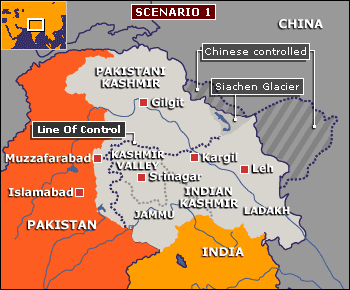 SCENARIO 1
CHINA
Chinese controlled
PAKISTANI
KASHMIR
Siachen Glacier
Gilgit
Line Of Control
Muzzafarabad
KASHMIR
VALLEY
Kargil
Leh
Srinagar
Islamabad
INDIAN
KASHMIR
LADAKH
JAMMU
PAKISTAN
INDIA